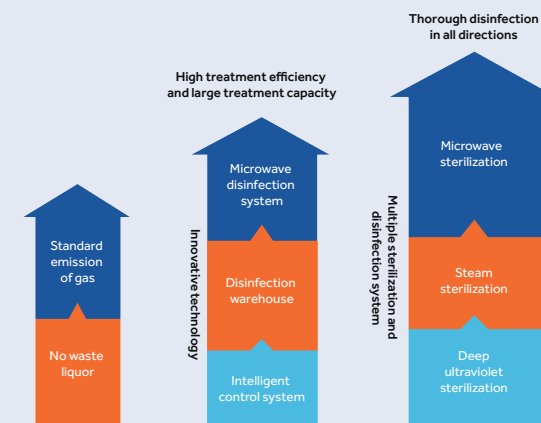 Thorough disinfection
in all directions
High treatment efficiency
and large treatment capacity
Standard
emission
of gas
No waste
liquor
Innovative technology
Microwave
disinfection
system
Disinfection
warehouse
Intelligent
control system
Multiple sterilization and
disinfection system
Microwave
sterilization
Steam
sterilization
Deep
ultraviolet
sterilization